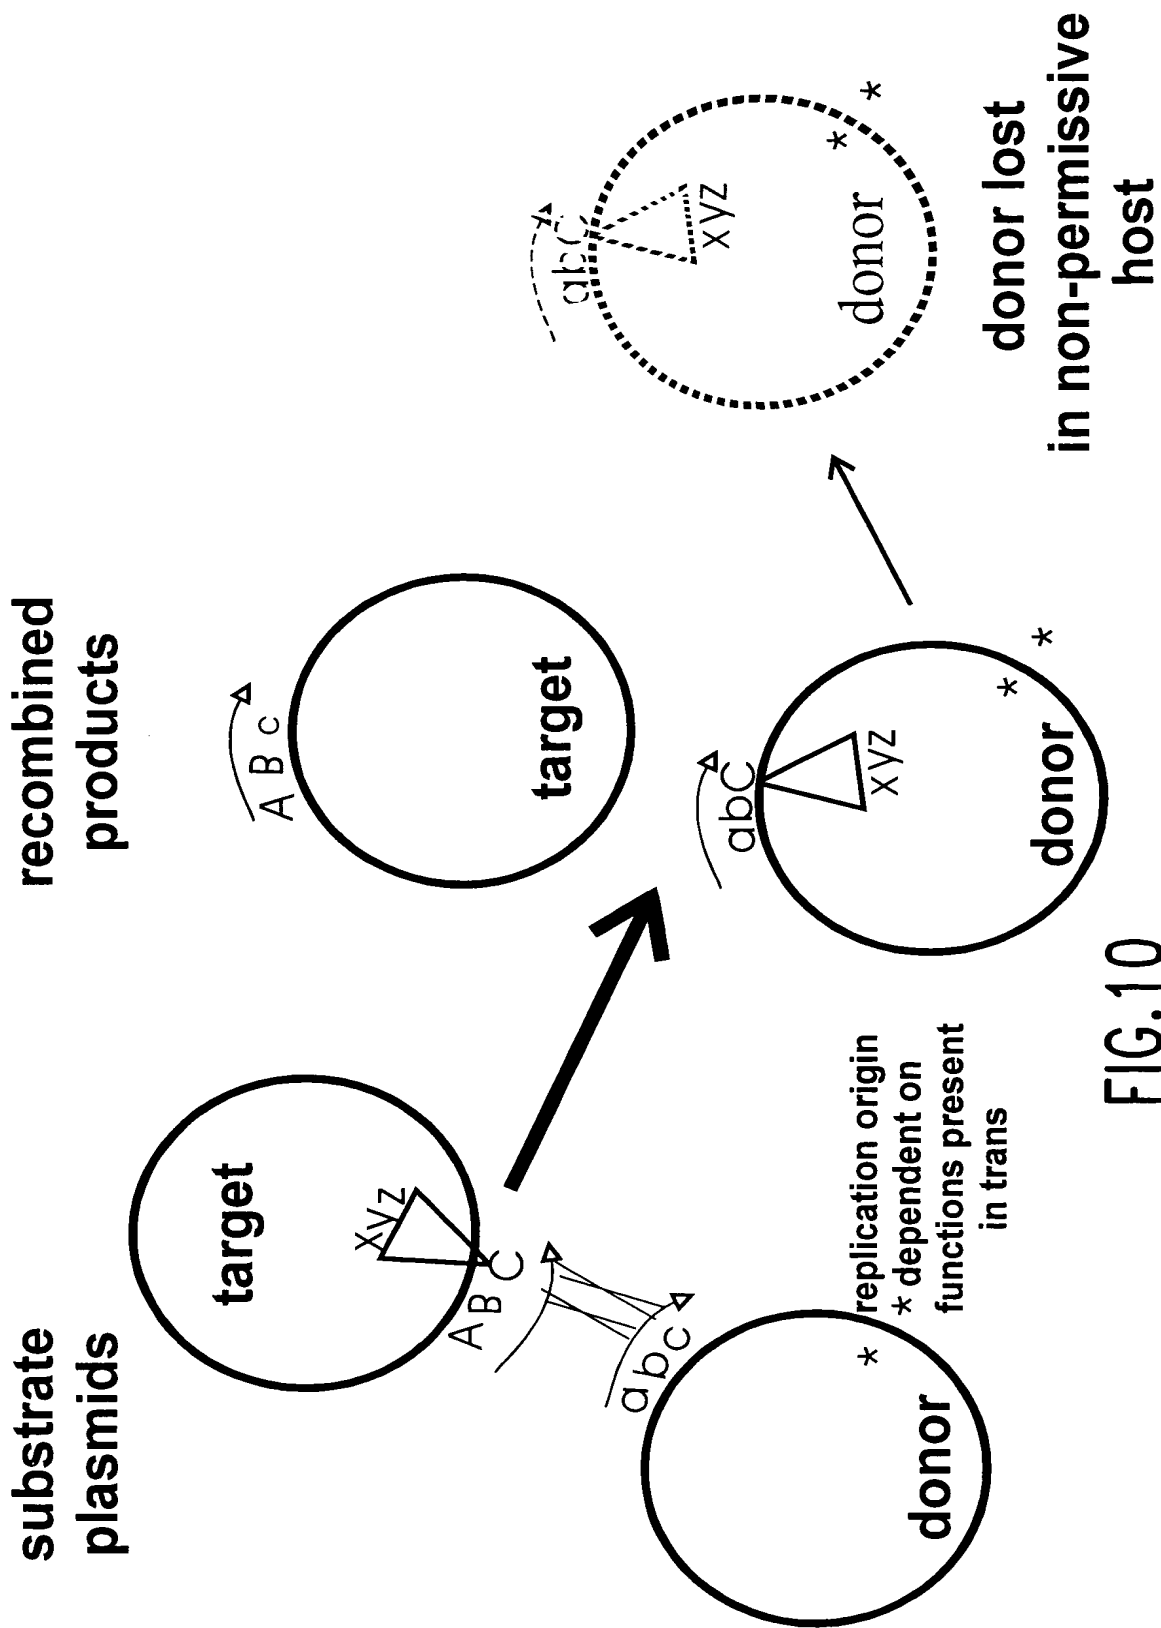 substrate
plasmids
target
xyz
A B C
a b c
donor
*
replication origin
* dependent on
functions present
in trans
recombined
products
A B c
target
abC
xyz
donor
*
*
abC
xyz
donor
*
*
donor lost
in non-permissive
host
FIG.10